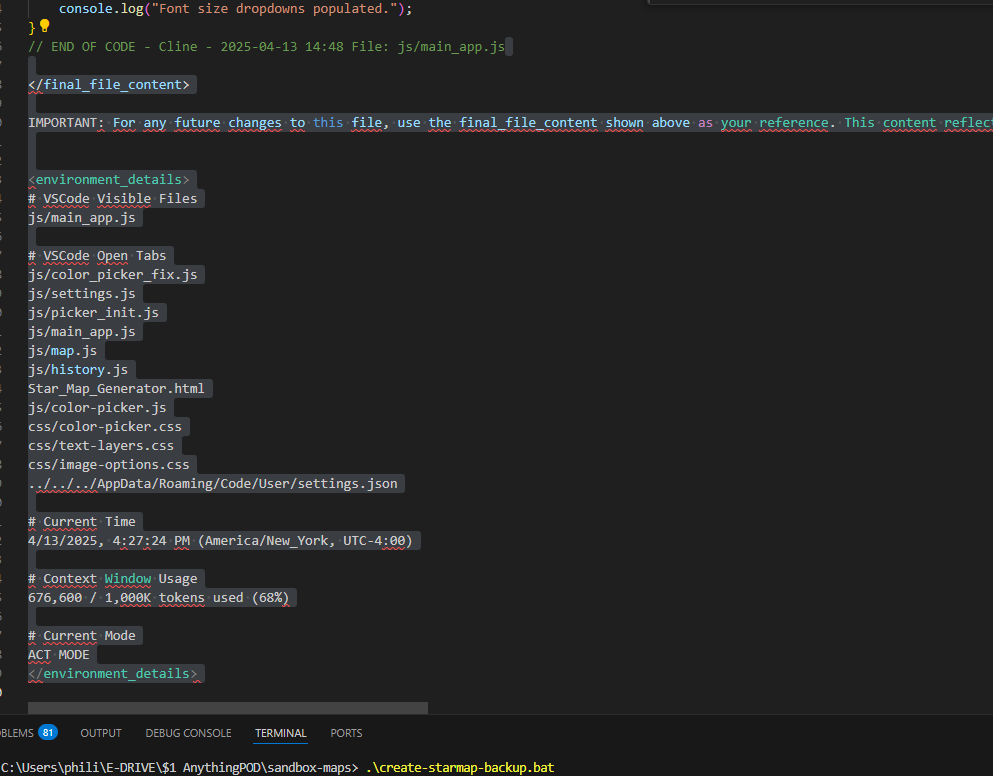 console.log("Font size dropdowns populated.");
}
// END OF CODE - Cline - 2025-04-13 14:48 File: js/main_app.js
</final_file_content>
IMPORTANT: For any future changes to this file, use the final_file_content shown above as your reference. This content reflect
<environment_details>
# VSCode Visible Files
js/main_app.js
# VSCode Open Tabs
js/color_picker_fix.js
js/settings.js
js/picker_init.js
js/main_app.js
js/map.js
js/history.js
Star_Map_Generator.html
js/color-picker.js
css/color-picker.css
css/text-layers.css
css/image-options.css
../../../AppData/Roaming/Code/User/settings.json
# Current Time
4/13/2025, 4:27:24 PM (America/New_York, UTC-4:00)
# Context Window Usage
676,600 / 1,000K tokens used (68%)
# Current Mode
ACT MODE
</environment_details>
OBLEMS 81 OUTPUT DEBUG CONSOLE TERMINAL PORTS
C:\Users\phili\E-DRIVE\$1 AnythingPOD\sandbox-maps> .\create-starmap-backup.bat